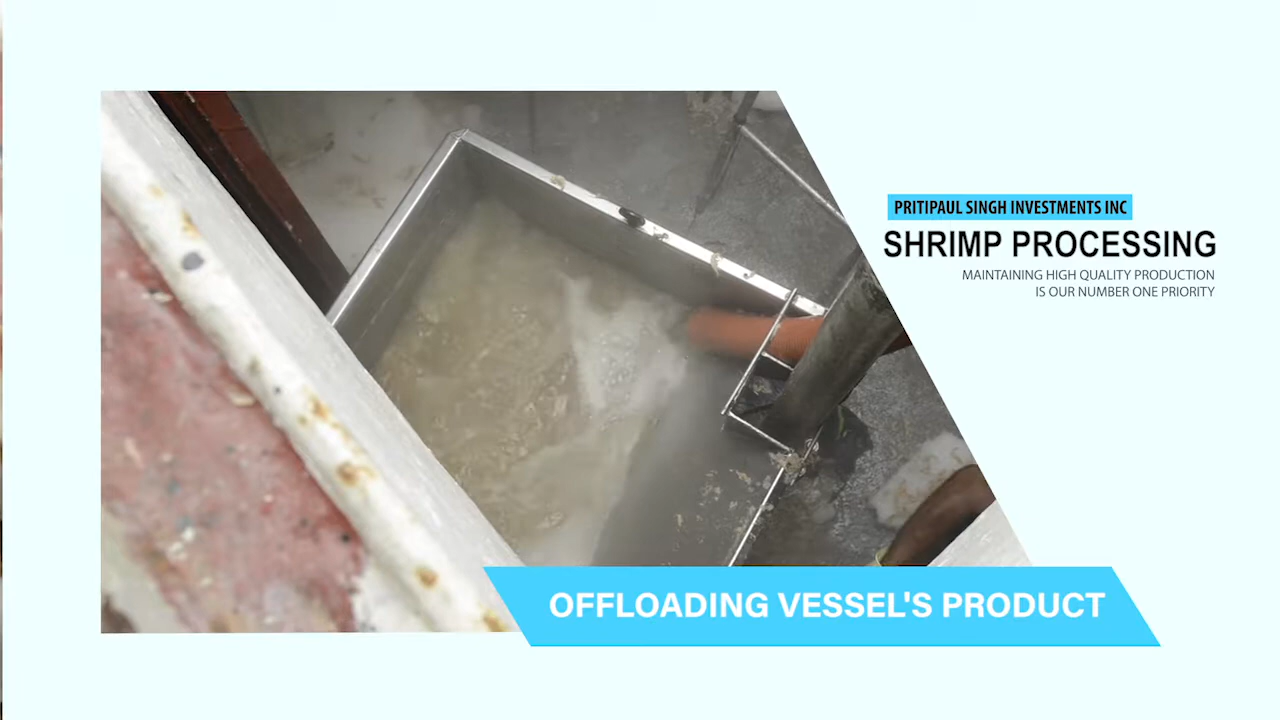 PRITIPAUL SINGH INVESTMENTS INC
SHRIMP PROCESSING
MAINTAINING HIGH QUALITY PRODUCTION
IS OUR NUMBER ONE PRIORITY
OFFLOADING VESSEL'S PRODUCT